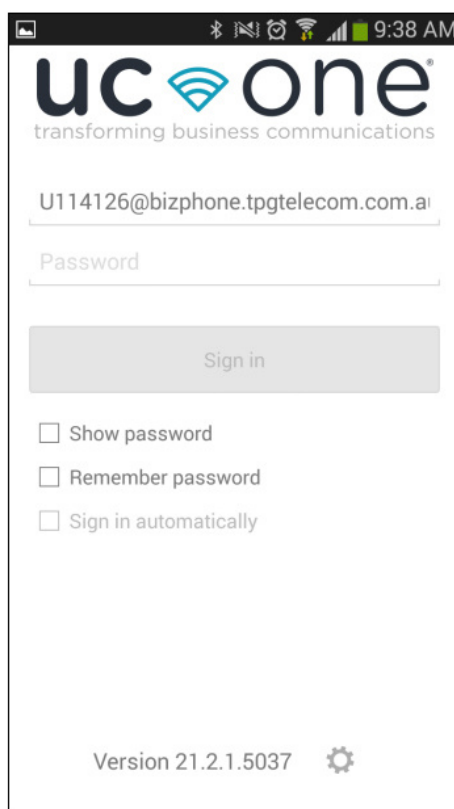 9:38 AM
uc one®
transforming business communications
U114126@bizphone.tpgtelecom.com.au
Password
Sign in
Show password
Remember password
Sign in automatically
Version 21.2.1.5037